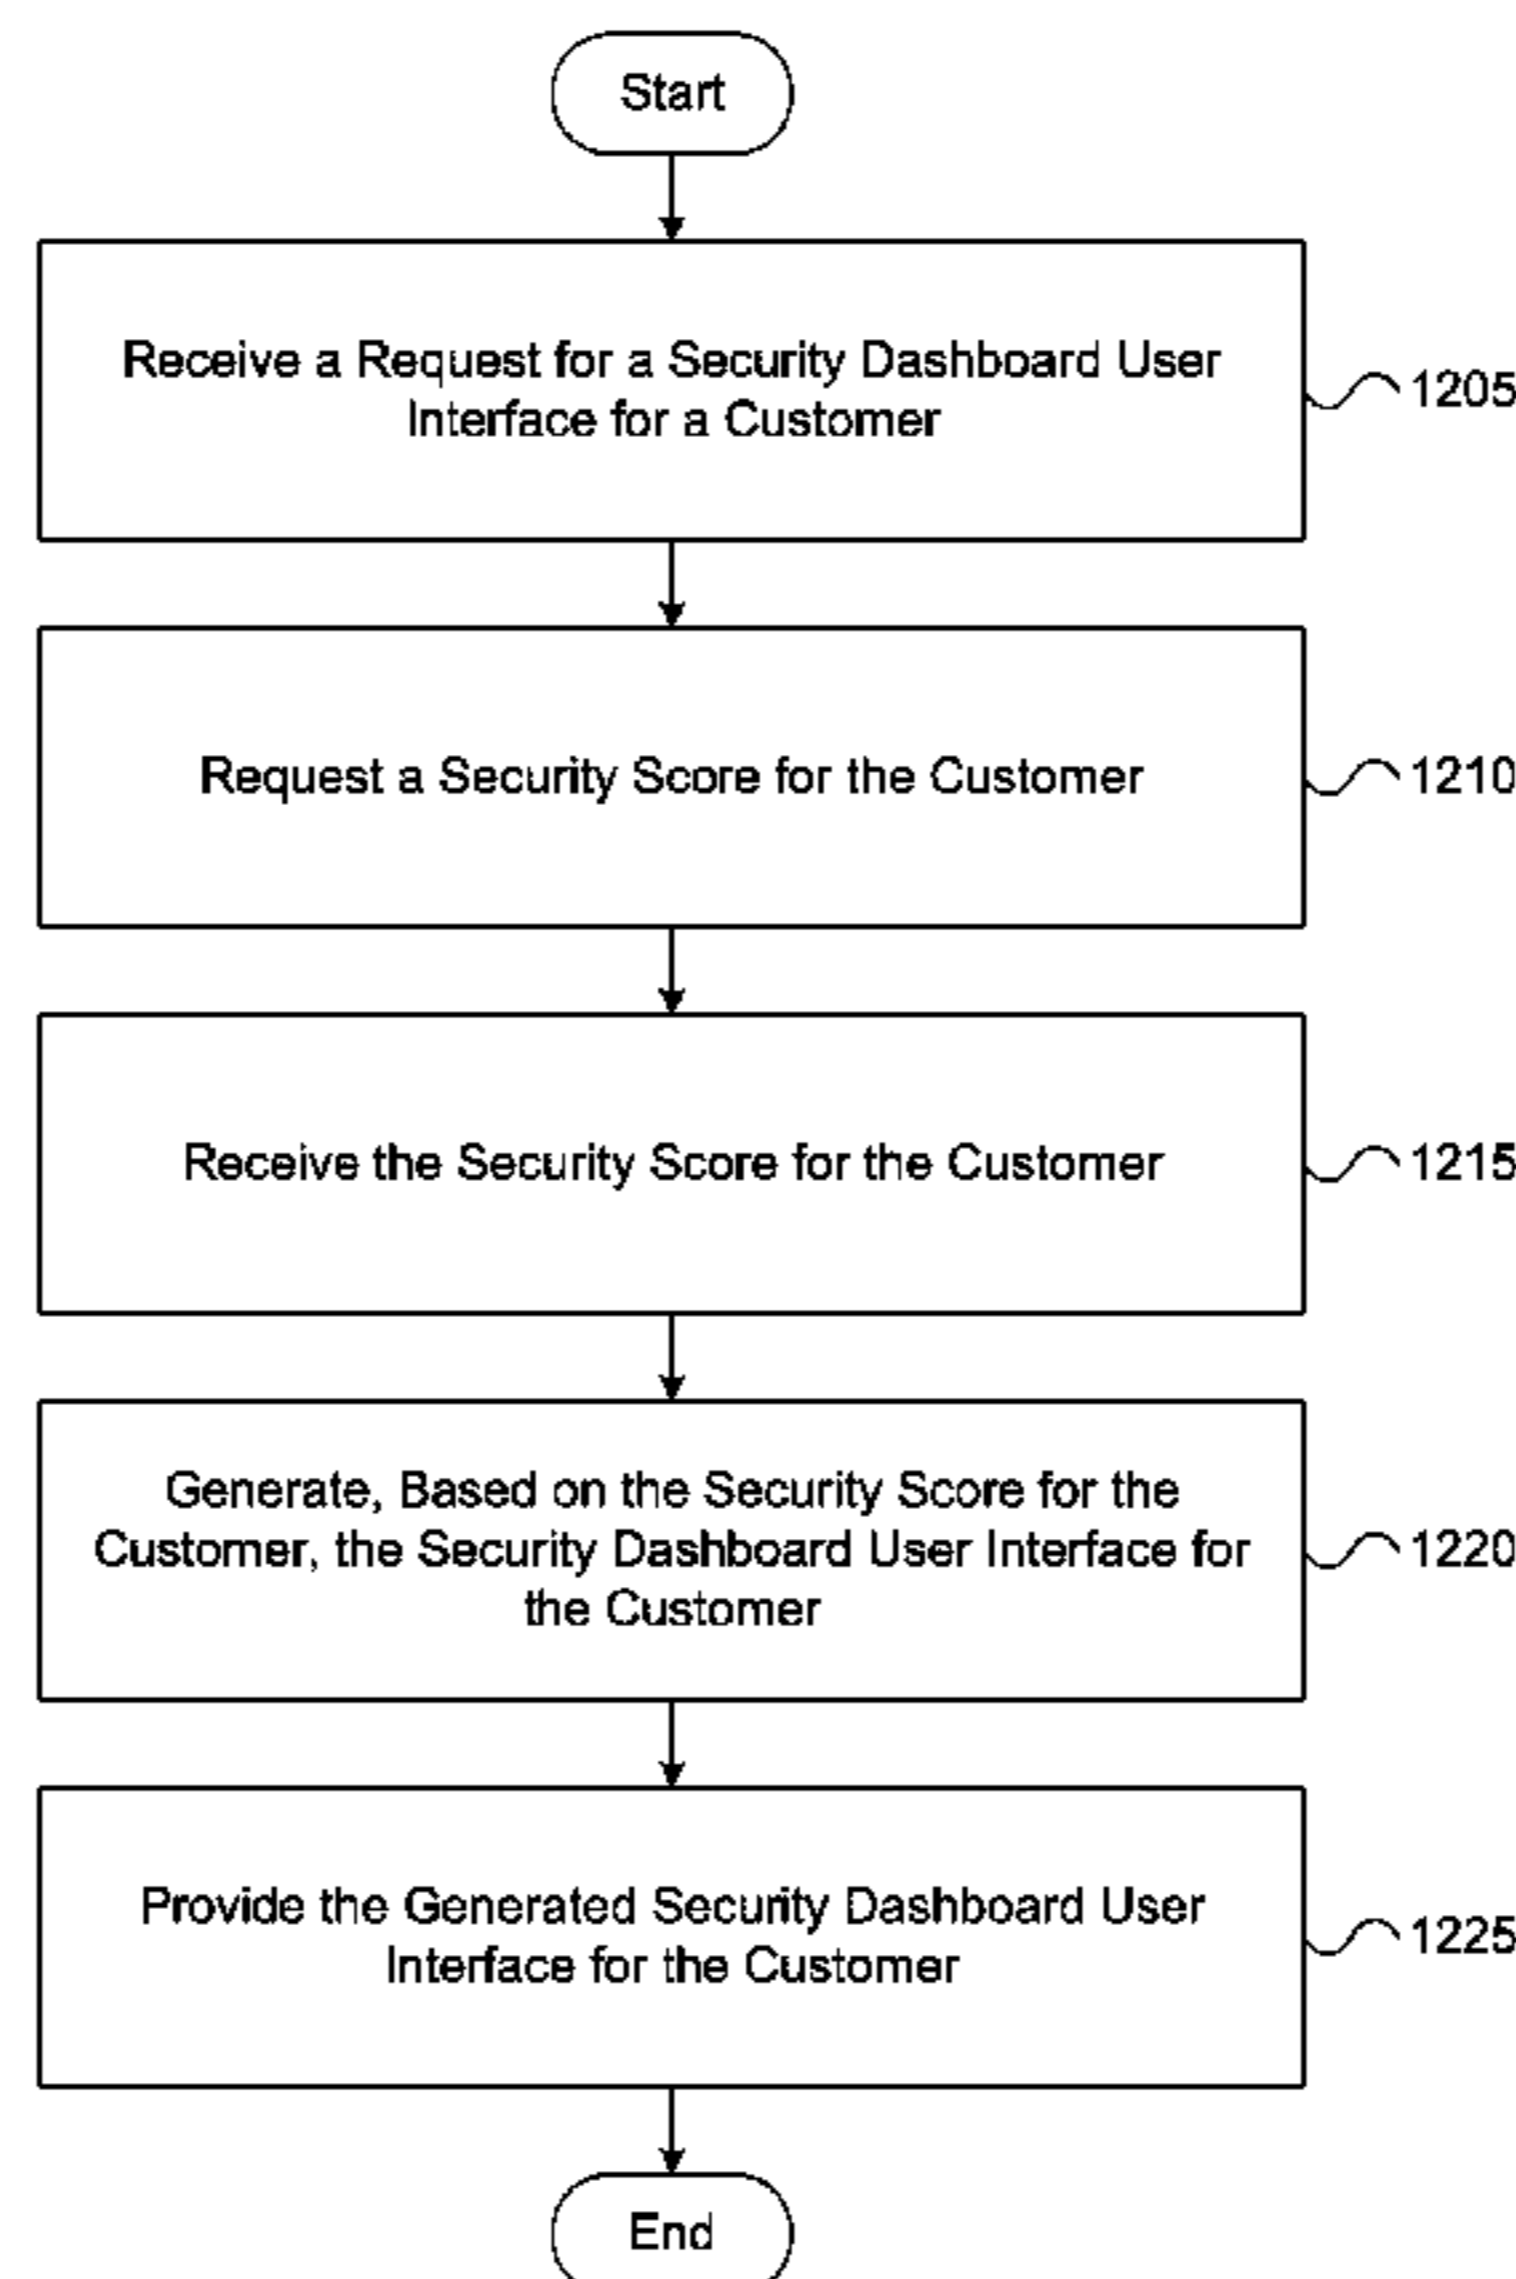 Start
Receive a Request for a Security Dashboard User
Interface for a Customer
1205
Request a Security Score for the Customer
1210
Receive the Security Score for the Customer
1215
Generate, Based on the Security Score for the
Customer, the Security Dashboard User Interface for
the Customer
1220
Provide the Generated Security Dashboard User
Interface for the Customer
1225
End